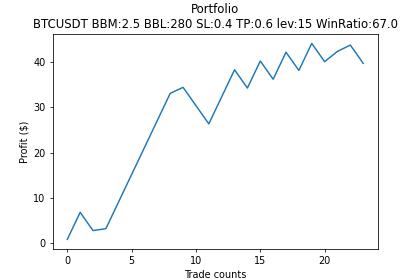 Portfolio
BTCUSDT BBM:2.5 BBL:280 SL:0.4 TP:0.6 lev:15 WinRatio:67.0
40
30
20
10
0
Profit ($)
0 5 10 15 20
Trade counts